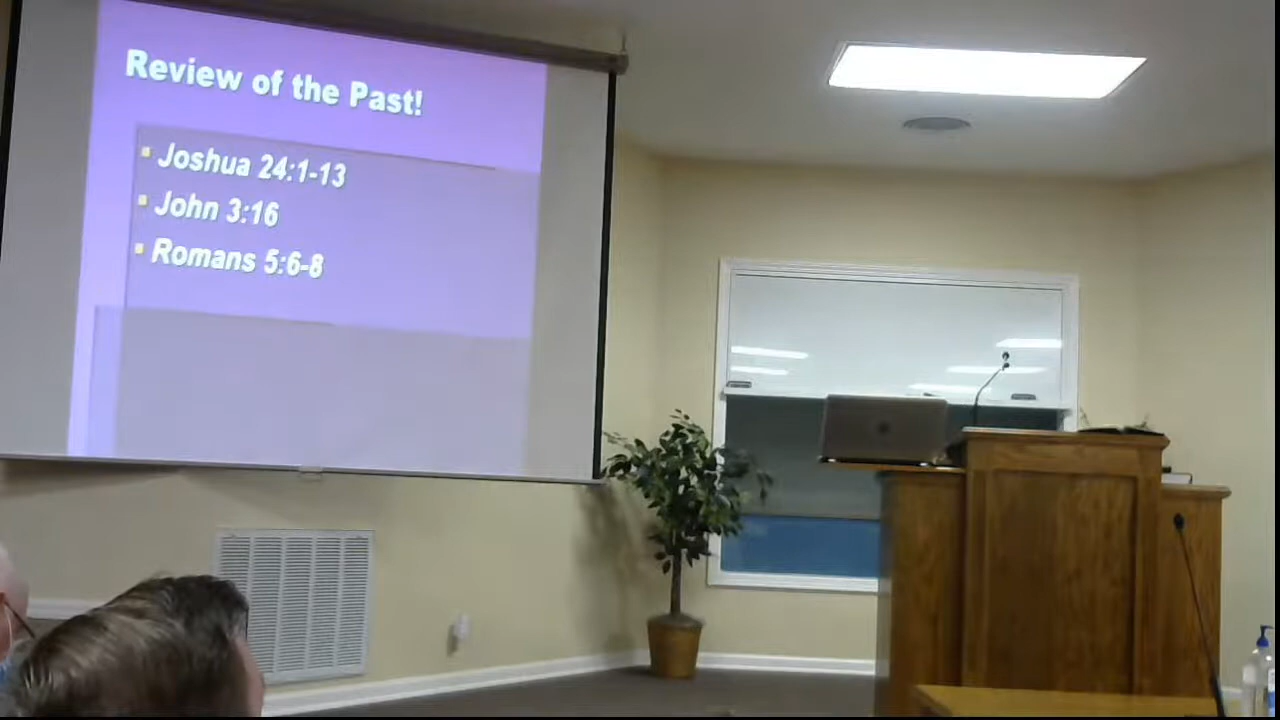 Review of the Past!
Joshua 24:1-13
John 3:16
Romans 5:6-8